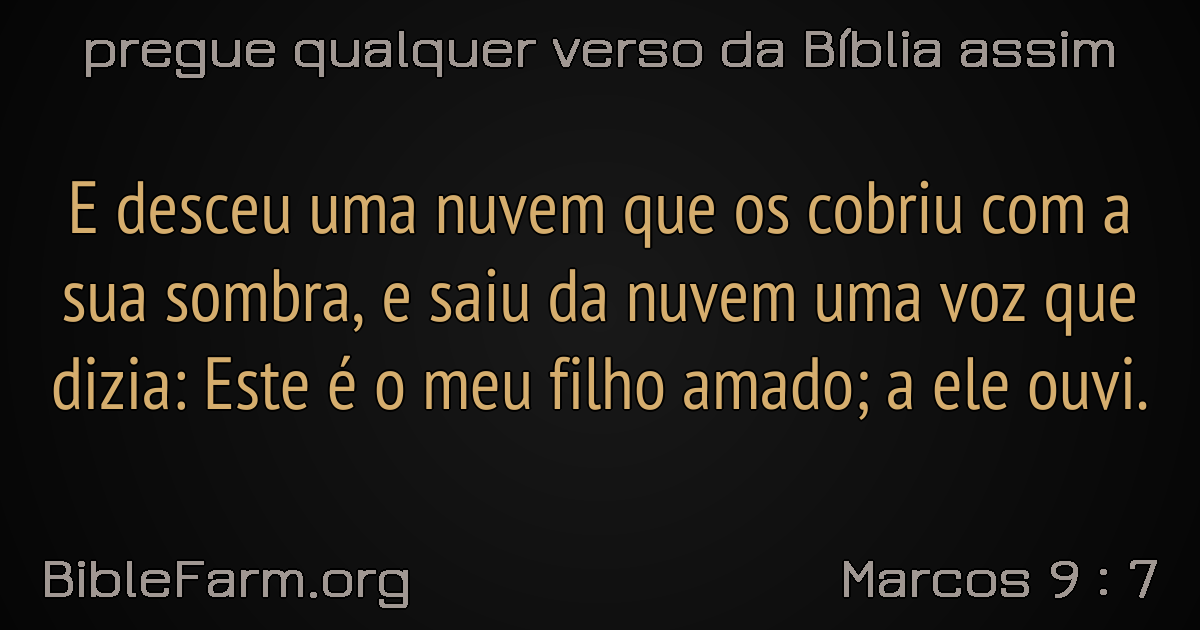 pregue qualquer verso da Bíblia assim
E desceu uma nuvem que os cobriu com a
sua sombra, e saiu da nuvem uma voz que
dizia: Este é o meu filho amado; a ele ouvi.
BibleFarm.org
Marcos 9 : 7